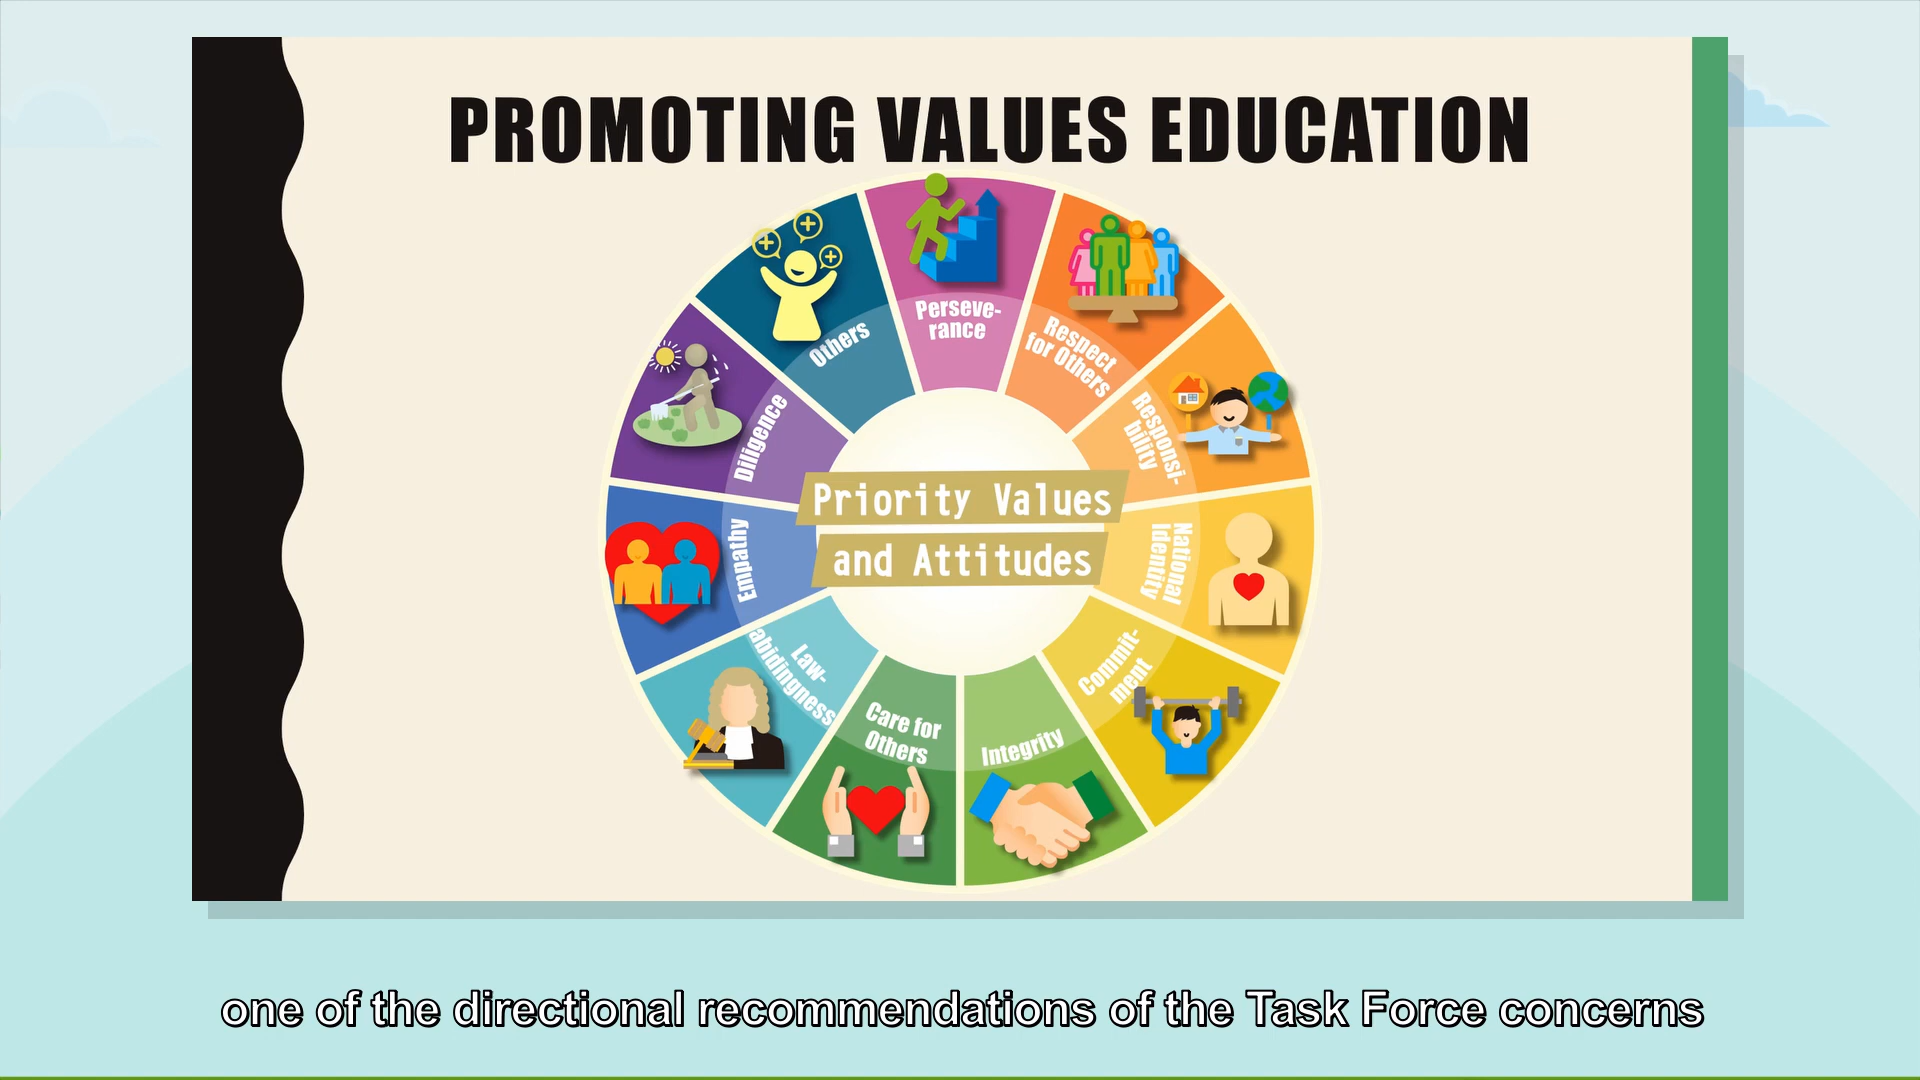 PROMOTING VALUES EDUCATION
Perseve-
rance
Respect
for Others
Responsi-
bility
National
Identity
Commit-
ment
Integrity
Care for
Others
Law-
abidingness
Empathy
Diligence
Others
Priority Values
and Attitudes
one of the directional recommendations of the Task Force concerns